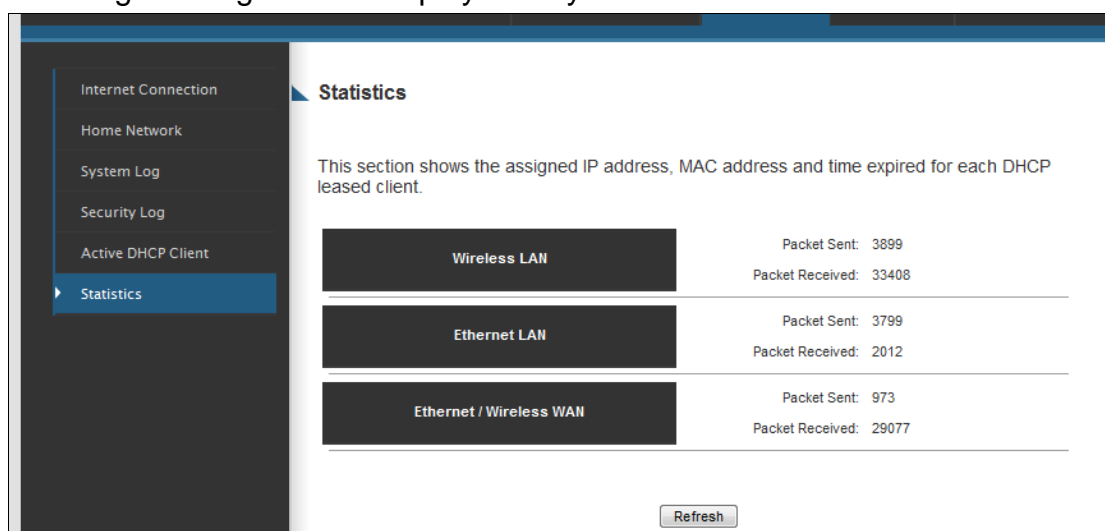 Internet Connection
Home Network
System Log
Security Log
Active DHCP Client
Statistics
Statistics
This section shows the assigned IP address, MAC address and time expired for each DHCP
leased client.
Wireless LAN
Packet Sent: 3899
Packet Received: 33408
Ethernet LAN
Packet Sent: 3799
Packet Received: 2012
Ethernet / Wireless WAN
Packet Sent: 973
Packet Received: 29077
Refresh